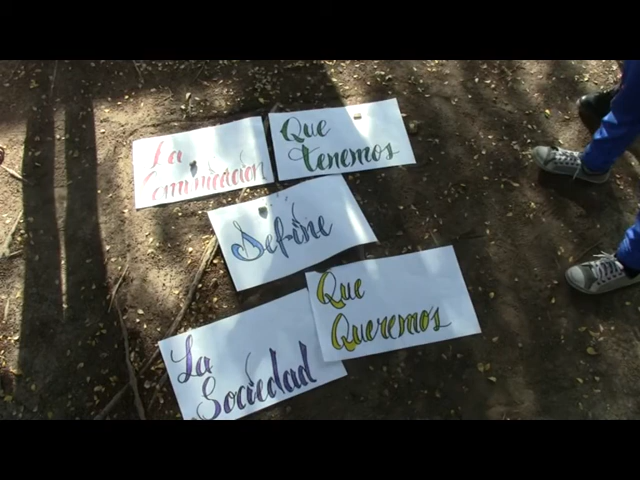 La
Comunicación
Que
tenemos
Define
La
Sociedad
Que
Queremos